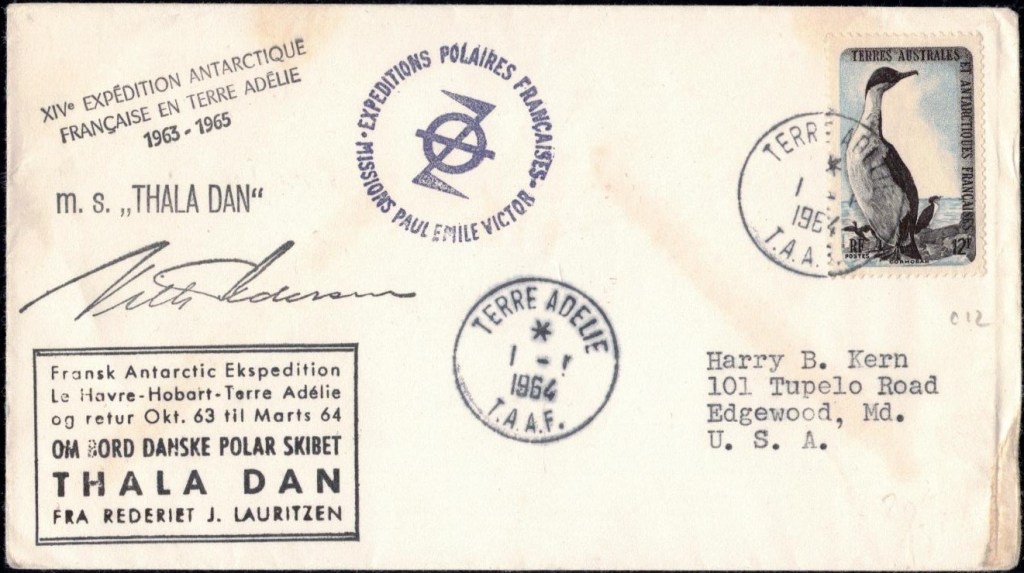 XIVe EXPÉDITION ANTARCTIQUE
FRANÇAISE EN TERRE ADÉLIE
1963 - 1965
EXPEDITIONS POLAIRES FRANÇAISES -
MISSIONS PAUL EMILE VICTOR -
TERRES AUSTRALES
ET ANTARCTIQUES FRANÇAISES
RF
POSTES
CORMORAN
12F
TERRE ADELIE
1 - 1
1964
T.A.A.F.
m. s. „THALA DAN“
TERRE ADELIE
1 - 1
1964
T.A.A.F.
C12
Fransk Antarctic Ekspedition
Le Havre-Hobart-Terre Adélie
og retur Okt. 63 til Marts 64
OM BORD DANSKE POLAR SKIBET
THALA DAN
FRA REDERIET J. LAURITZEN
Harry B. Kern
101 Tupelo Road
Edgewood, Md.
U. S. A.